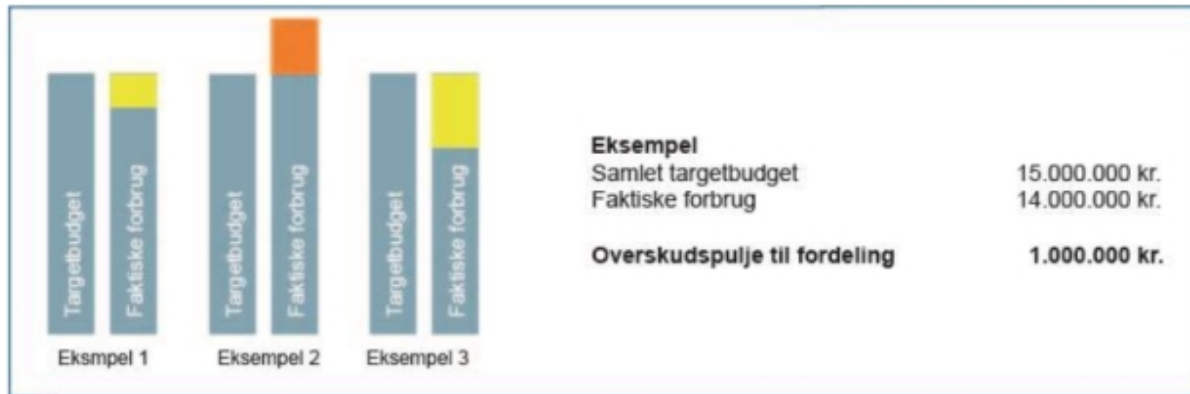 Targetbudget
Faktiske forbrug
Eksmpel 1
Targetbudget
Faktiske forbrug
Eksempel 2
Targetbudget
Faktiske forbrug
Eksempel 3
Eksempel
Samlet targetbudget 15.000.000 kr.
Faktiske forbrug 14.000.000 kr.
Overskudspulje til fordeling 1.000.000 kr.